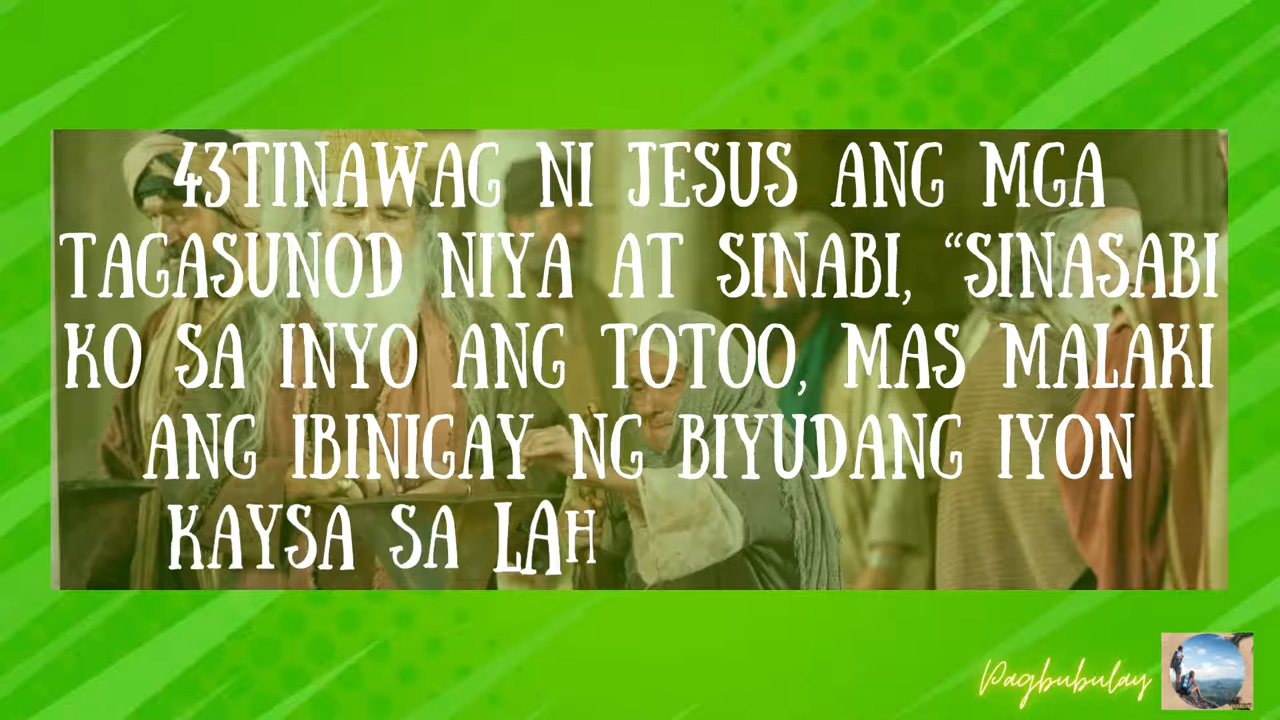 43TINAWAG NI JESUS ANG MGA
TAGASUNOD NIYA AT SINABI, “SINASABI
KO SA INYO ANG TOTOO, MAS MALAKI
ANG IBINIGAY NG BIYUDANG IYON
KAYSA SA LAH
Pagbubulay